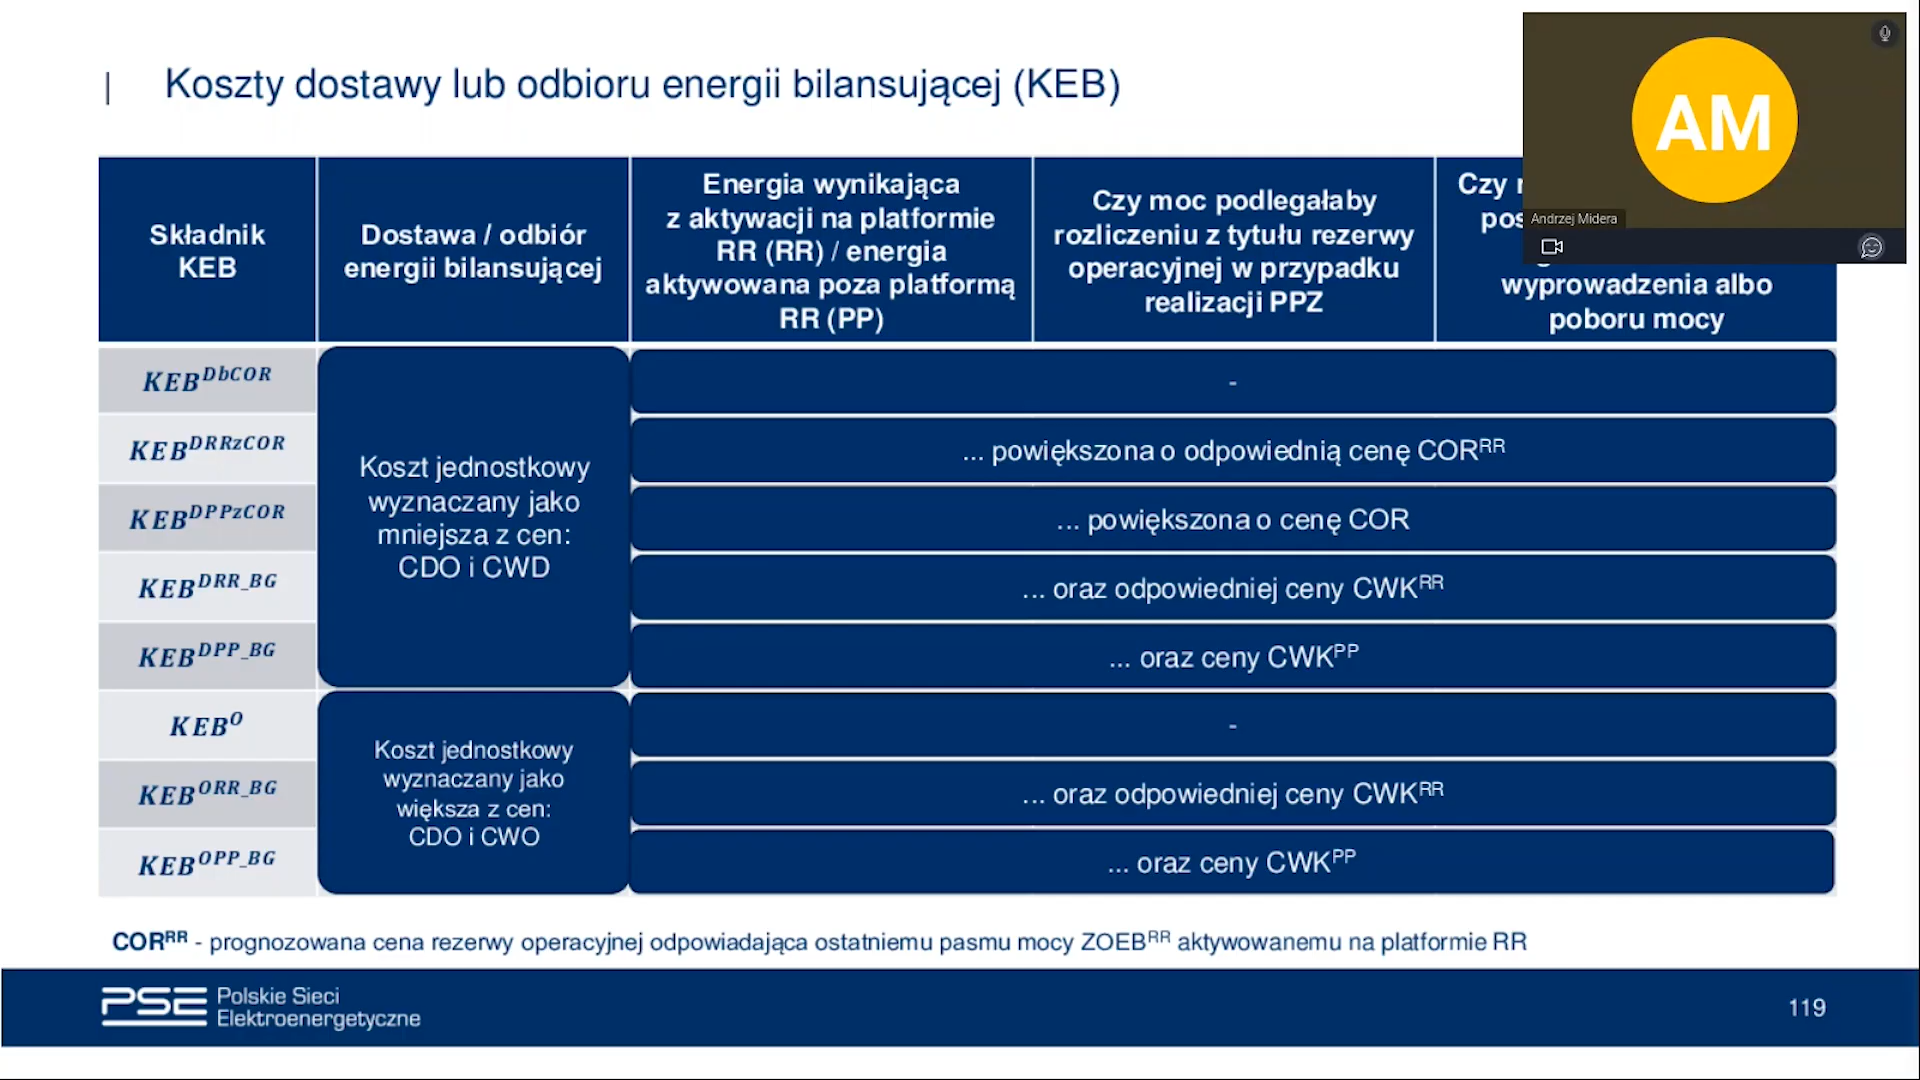 Koszty dostawy lub odbioru energii bilansującej (KEB)
AM
Andrzej Midera
Składnik
KEB
Dostawa / odbiór
energii bilansującej
Energia wynikająca
z aktywacji na platformie
RR (RR) / energia
aktywowana poza platformą
RR (PP)
Czy moc podlegałaby
rozliczeniu z tytułu rezerwy
operacyjnej w przypadku
realizacji PPZ
Czy
wyprowadzenia albo
poboru mocy
KEB^DbCOR
KEB^DRRzCOR
KEB^DPPzCOR
KEB^DRR_BG
KEB^DPP_BG
Koszt jednostkowy
wyznaczany jako
mniejsza z cen:
CDO i CWD
-
... powiększona o odpowiednią cenę COR^RR
... powiększona o cenę COR
... oraz odpowiedniej ceny CWK^RR
... oraz ceny CWK^PP
KEB^O
KEB^ORR_BG
KEB^OPP_BG
Koszt jednostkowy
wyznaczany jako
większa z cen:
CDO i CWO
-
... oraz odpowiedniej ceny CWK^RR
... oraz ceny CWK^PP
COR^RR - prognozowana cena rezerwy operacyjnej odpowiadająca ostatniemu pasmu mocy ZOEB^RR aktywowanemu na platformie RR
PSE
Polskie Sieci
Elektroenergetyczne
119